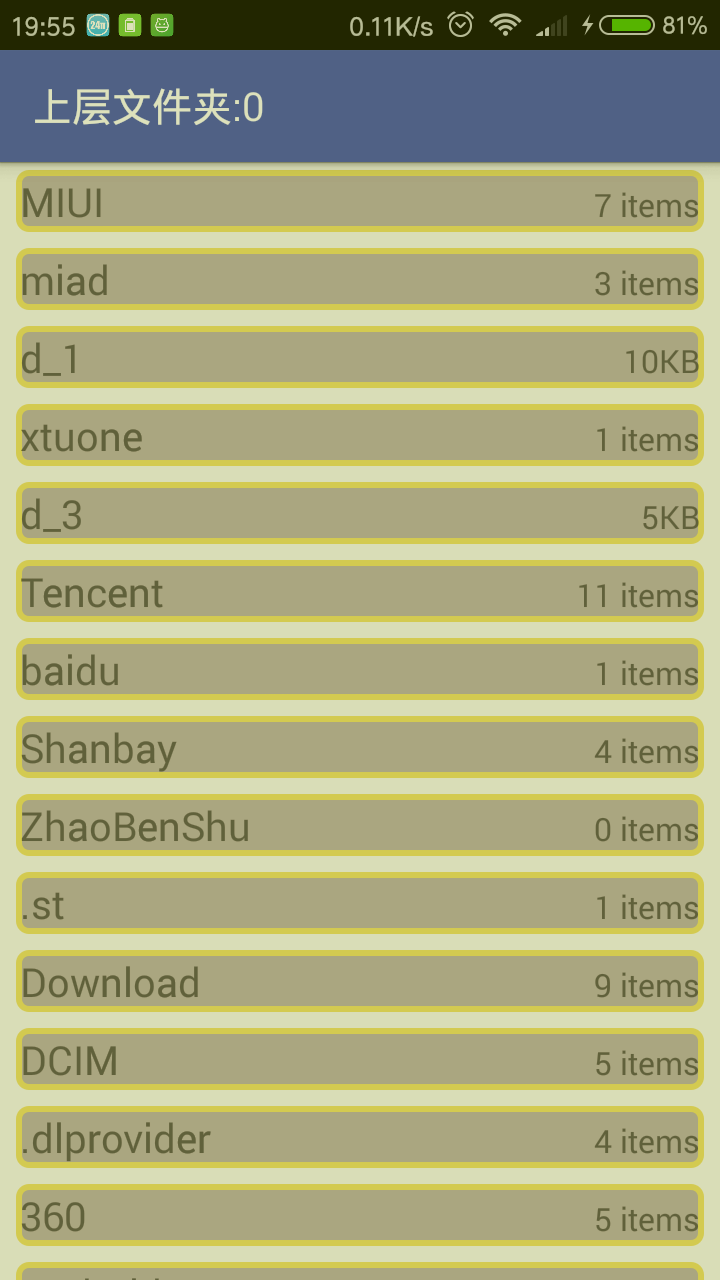 19:55 24π 0.11K/s 81%
上层文件夹:0
MIUI 7 items
miad 3 items
d_1 10KB
xtuone 1 items
d_3 5KB
Tencent 11 items
baidu 1 items
Shanbay 4 items
ZhaoBenShu 0 items
.st 1 items
Download 9 items
DCIM 5 items
.dlprovider 4 items
360 5 items